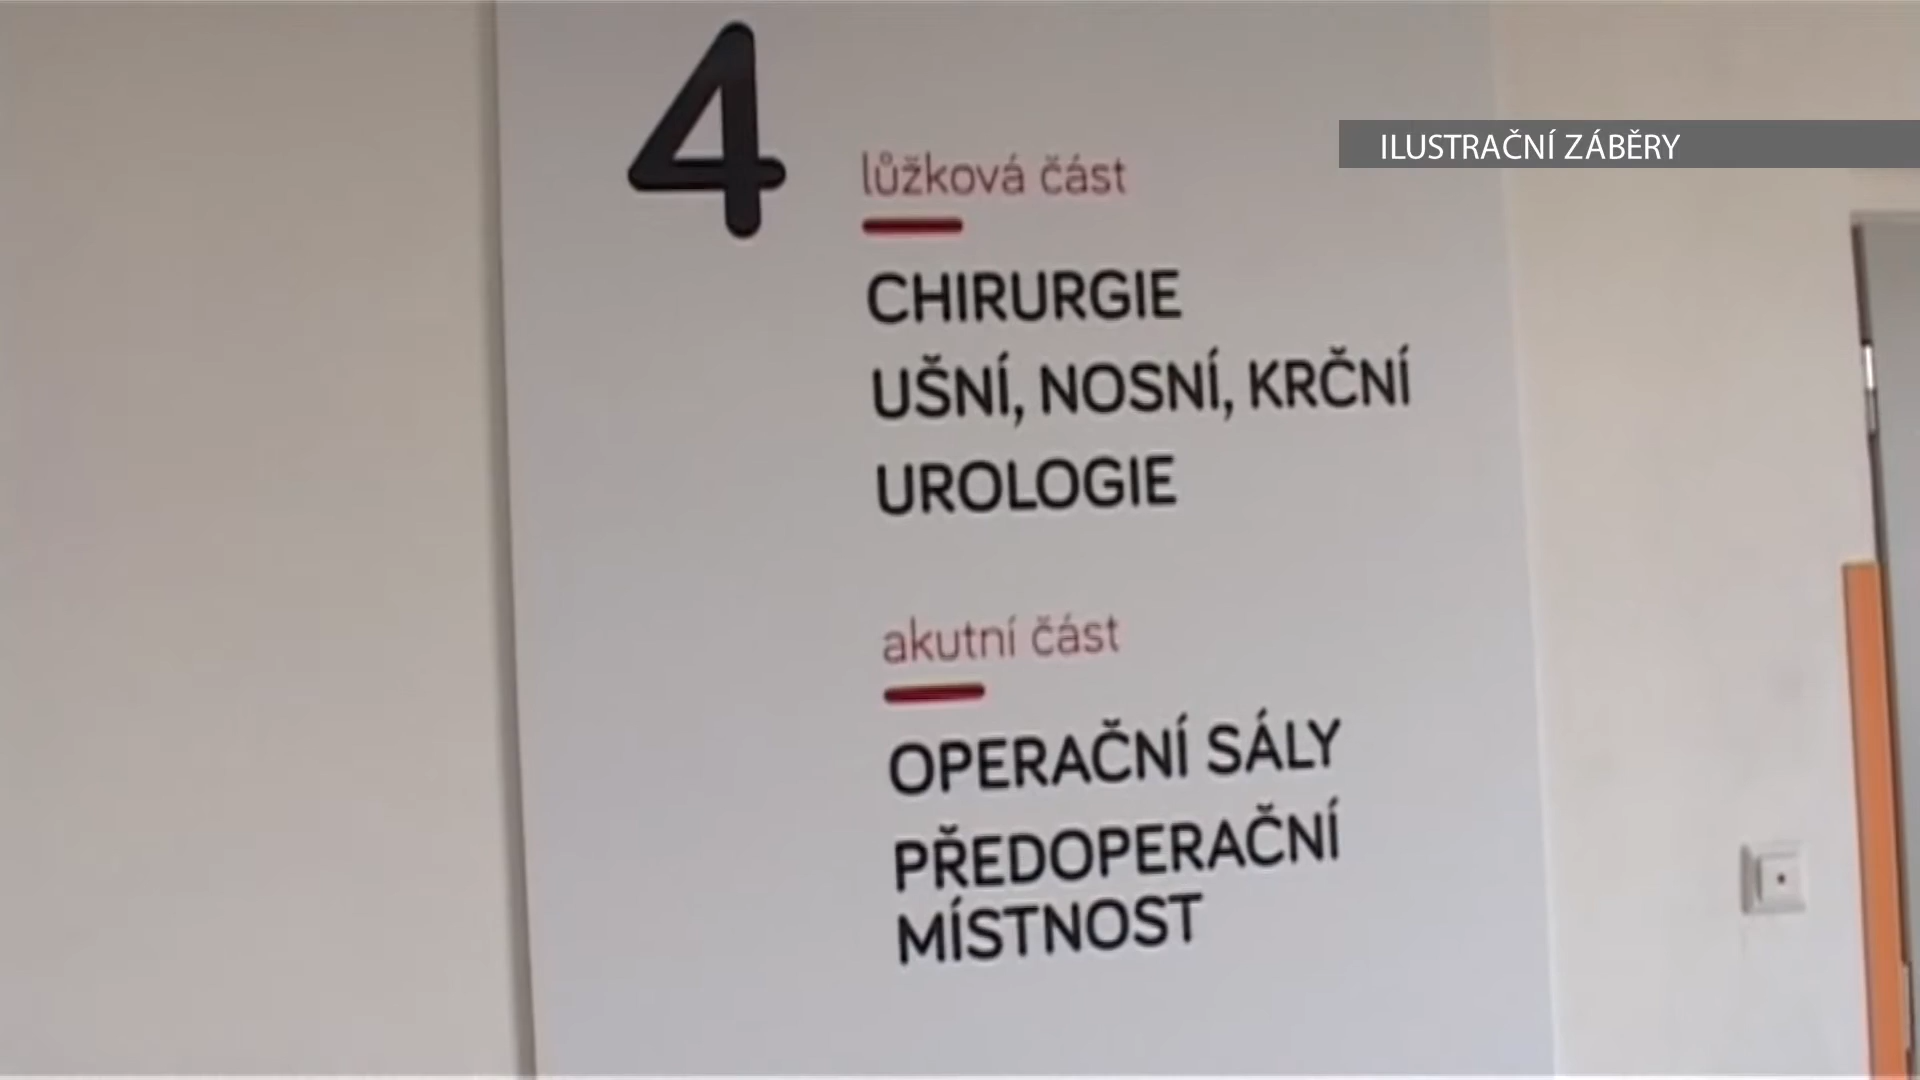 4
ILUSTRAČNÍ ZÁBĚRY
lůžková část
CHIRURGIE
UŠNÍ, NOSNÍ, KRČNÍ
UROLOGIE
akutní část
OPERAČNÍ SÁLY
PŘEDOPERAČNÍ
MÍSTNOST